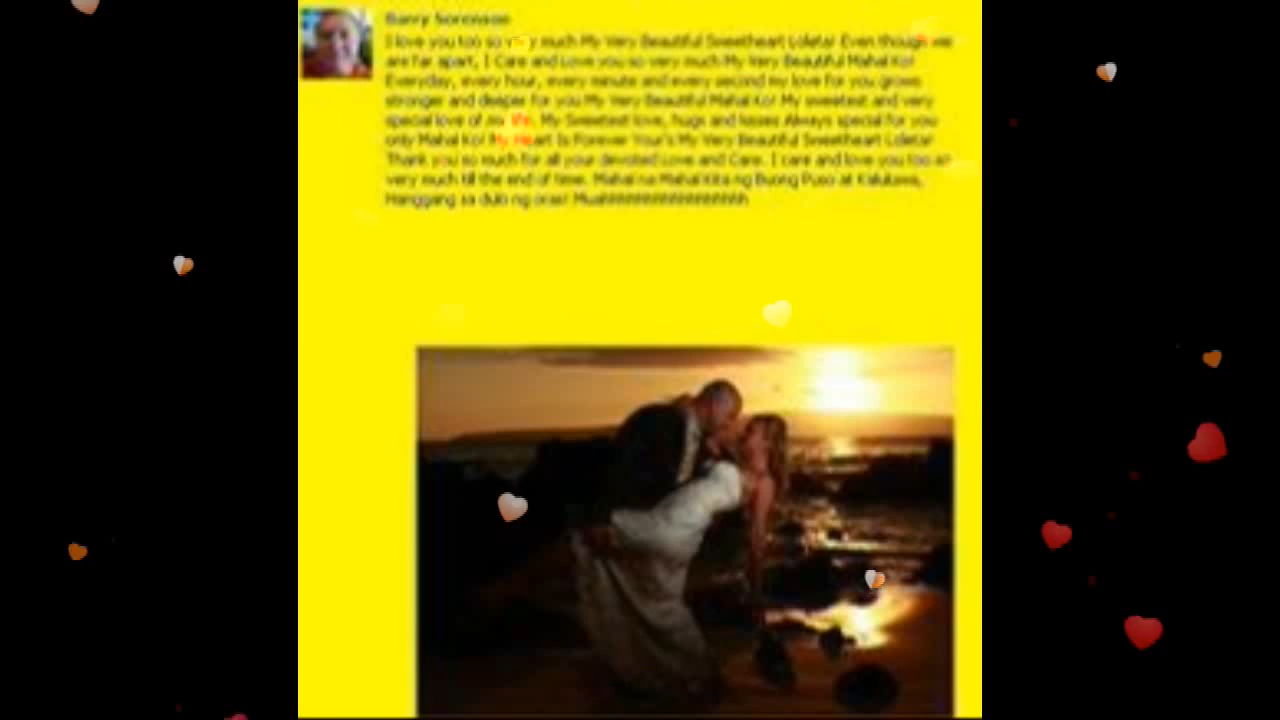 Barry Sorenson
I love you too so very much My Very Beautiful Sweetheart Loleta! Even though we
are far apart, I Care and Love you so very much My Very Beautiful Mahal Ko!
Everyday, every hour, every minute and every second my love for you grows
stronger and deeper for you My Very Beautiful Mahal Ko! My sweetest and very
special love of my life. My Sweetest love, hugs and kisses Always special for you
only Mahal Ko! My Heart Is Forever Your's My Very Beautiful Sweetheart Loleta!
Thank you so much for all your devoted Love and Care. I care and love you too so
very much till the end of time. Mahal na Mahal Kita ng Buong Puso at Kaluluwa,
Hanggang sa dulo ng oras!